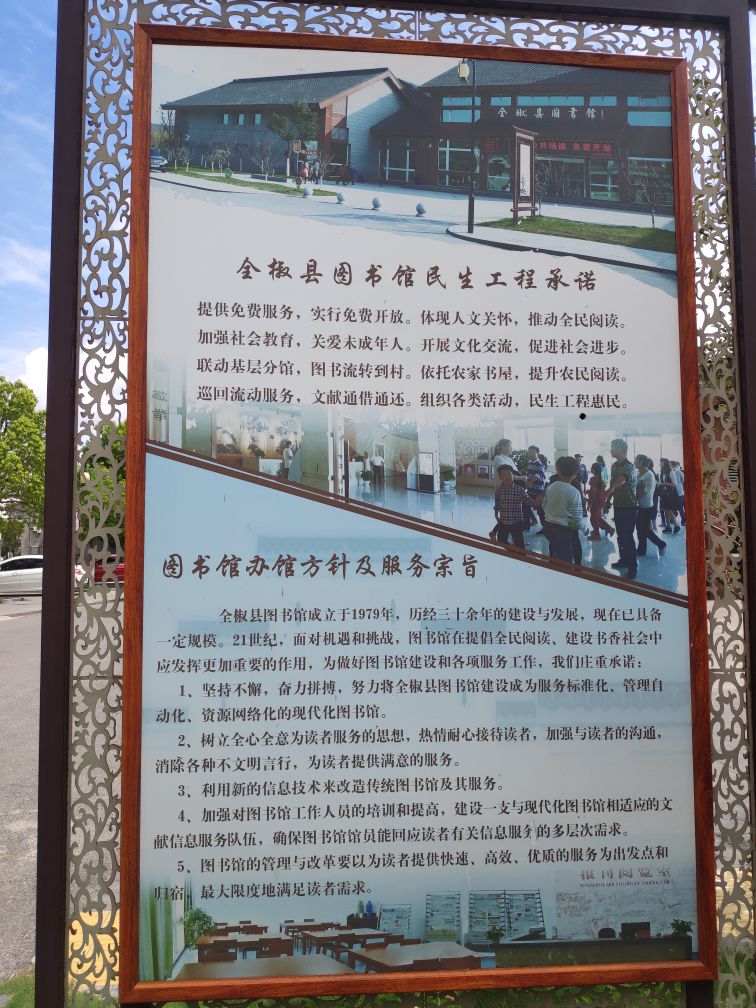 全椒县图书馆
公共场馆 免费开放
全椒县图书馆民生工程承诺
提供免费服务，实行免费开放。体现人文关怀，推动全民阅读。
加强社会教育，关爱未成年人。开展文化交流，促进社会进步。
联动基层分馆，图书流转到村。依托农家书屋，提升农民阅读。
巡回流动服务，文献通借通还。组织各类活动，民生工程惠民。
图书馆办馆方针及服务宗旨
全椒县图书馆成立于1979年，历经三十余年的建设与发展，现在已具备
一定规模。21世纪，面对机遇和挑战，图书馆在提倡全民阅读、建设书香社会中
应发挥更加重要的作用，为做好图书馆建设和各项服务工作，我们庄重承诺：
1、坚持不懈，奋力拼搏，努力将全椒县图书馆建设成为服务标准化、管理自
动化、资源网络化的现代化图书馆。
2、树立全心全意为读者服务的思想，热情耐心接待读者，加强与读者的沟通，
消除各种不文明言行，为读者提供满意的服务。
3、利用新的信息技术来改造传统图书馆及其服务。
4、加强对图书馆工作人员的培训和提高，建设一支与现代化图书馆相适应的文
献信息服务队伍，确保图书馆馆员能回应读者有关信息服务的多层次需求。
5、图书馆的管理与改革要以为读者提供快速、高效、优质的服务为出发点和
归宿，最大限度地满足读者需求。
报刊阅览室